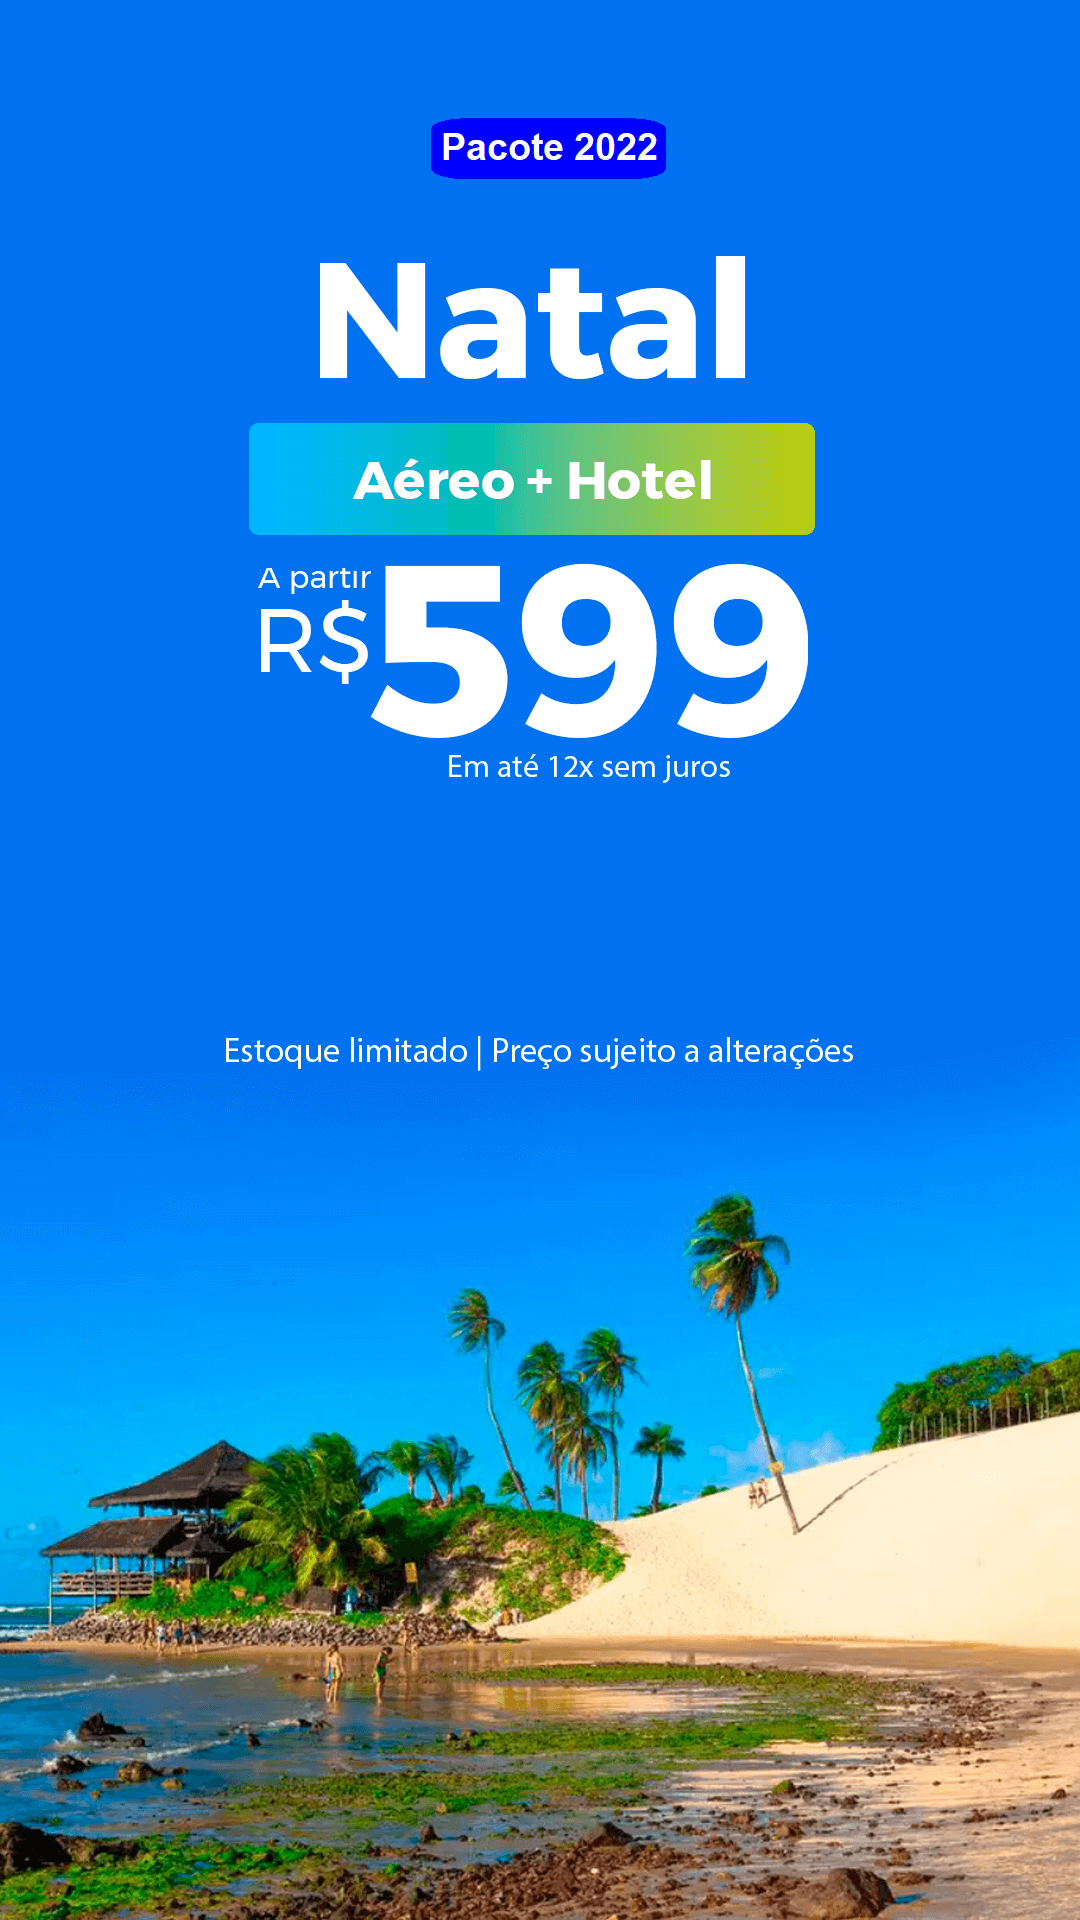 Pacote 2022
Natal
Aéreo + Hotel
A partir
R$ 599
Em até 12x sem juros
Estoque limitado | Preço sujeito a alterações